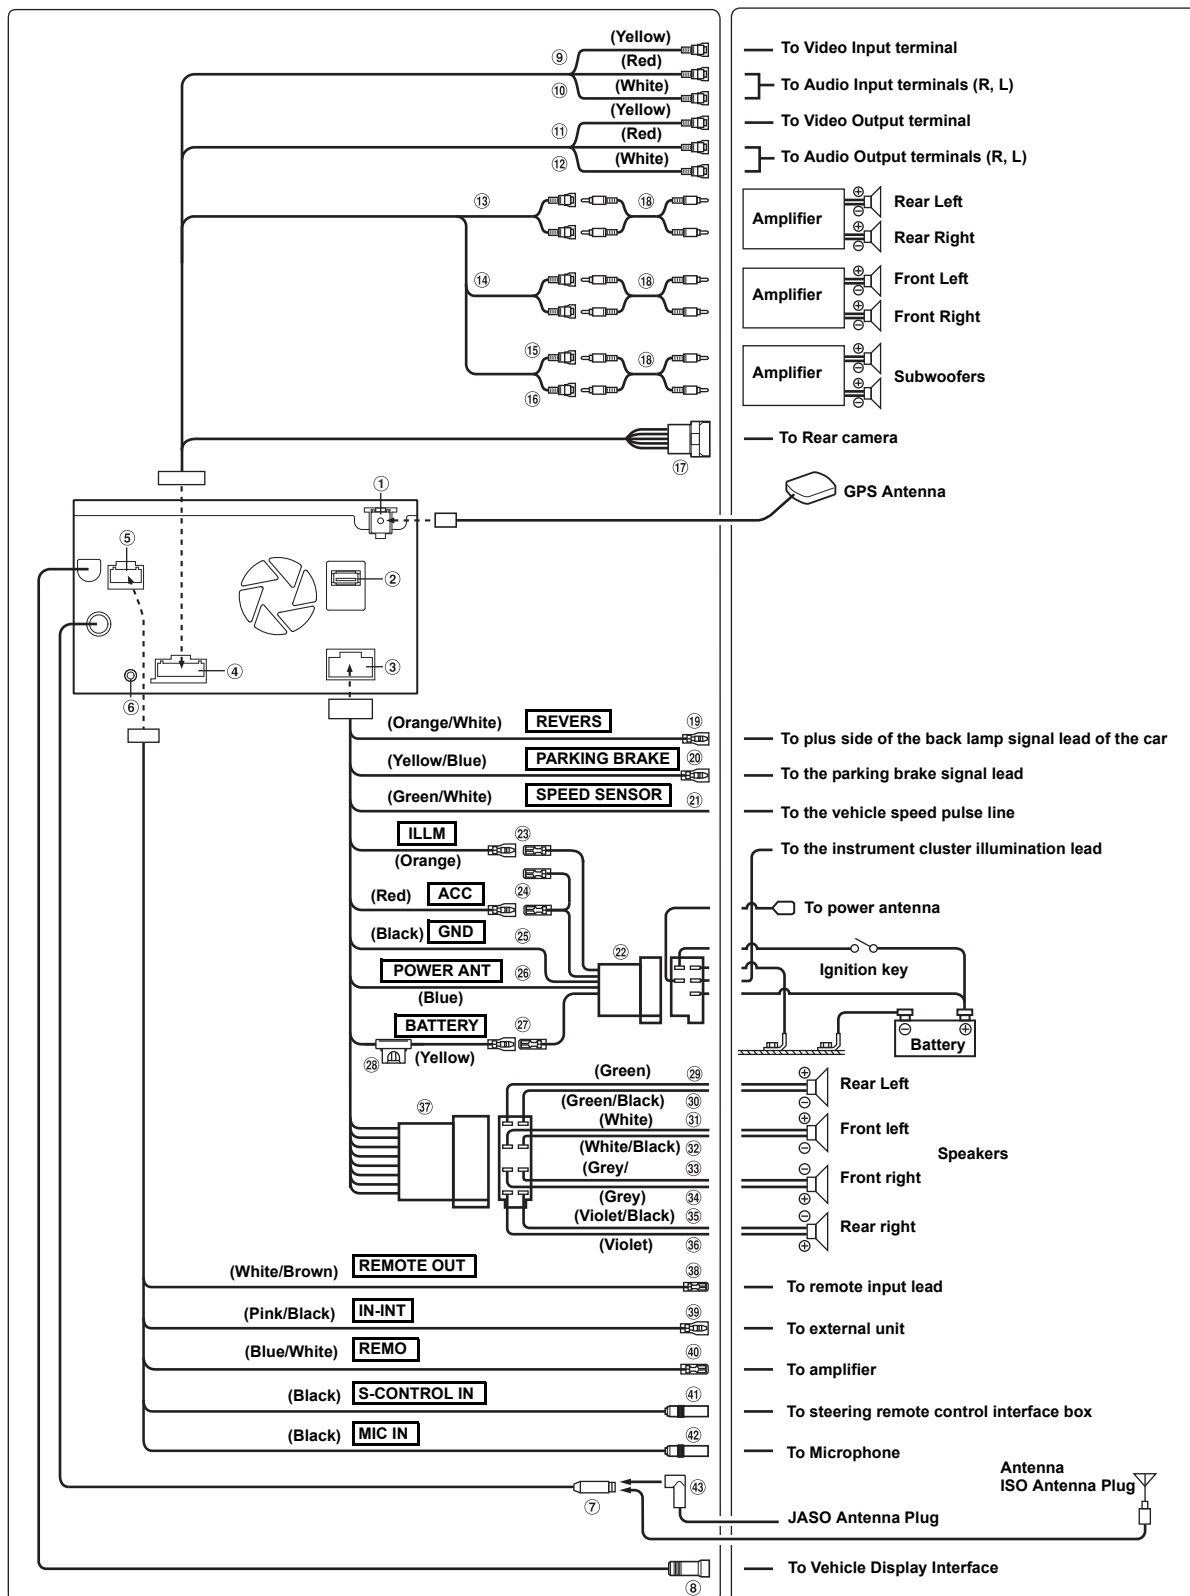 (Yellow)
⑨
To Video Input terminal
(Red)
(White)
⑩
To Audio Input terminals (R, L)
(Yellow)
⑪
To Video Output terminal
(Red)
(White)
⑫
To Audio Output terminals (R, L)
⑬
⑱
Amplifier
⊕
⊖
Rear Left
⊕
⊖
Rear Right
⑭
⑱
Amplifier
⊕
⊖
Front Left
⊕
⊖
Front Right
⑮
⑯
⑱
Amplifier
⊕
⊖
⊕
⊖
Subwoofers
⑰
To Rear camera
①
GPS Antenna
⑤
②
④
③
⑥
(Orange/White) REVERS ⑲
To plus side of the back lamp signal lead of the car
(Yellow/Blue) PARKING BRAKE ⑳
To the parking brake signal lead
(Green/White) SPEED SENSOR ㉑
To the vehicle speed pulse line
ILLM ㉓
(Orange)
To the instrument cluster illumination lead
(Red) ACC ㉔
To power antenna
(Black) GND ㉕
㉒
Ignition key
POWER ANT ㉖
(Blue)
BATTERY ㉗
㉘ (Yellow)
⊖ ⊕
Battery
(Green) ㉙
⊕
Rear Left
(Green/Black) ㉚
⊖
㊲
(White) ㉛
⊕
Front left
(White/Black) ㉜
⊖
Speakers
(Grey/ ㉝
⊖
Front right
(Grey) ㉞
⊕
(Violet/Black) ㉟
⊖
Rear right
(Violet) ㊱
⊕
(White/Brown) REMOTE OUT ㊳
To remote input lead
(Pink/Black) IN-INT ㊴
To external unit
(Blue/White) REMO ㊵
To amplifier
(Black) S-CONTROL IN ㊶
To steering remote control interface box
(Black) MIC IN ㊷
To Microphone
Antenna
ISO Antenna Plug
⑦
㊸
JASO Antenna Plug
⑧
To Vehicle Display Interface